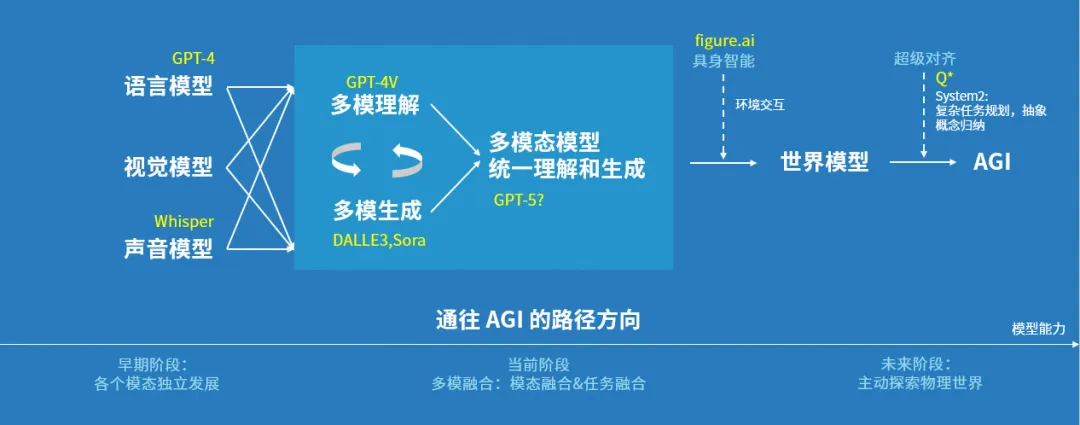 GPT-4
语言模型
视觉模型
Whisper
声音模型
GPT-4V
多模理解
多模生成
DALLE3,Sora
多模态模型
统一理解和生成
GPT-5?
figure.ai
具身智能
环境交互
世界模型
超级对齐
Q*
System2:
复杂任务规划，抽象
概念归纳
AGI
通往 AGI 的路径方向
模型能力
早期阶段：
各个模态独立发展
当前阶段
多模融合：模态融合&任务融合
未来阶段：
主动探索物理世界